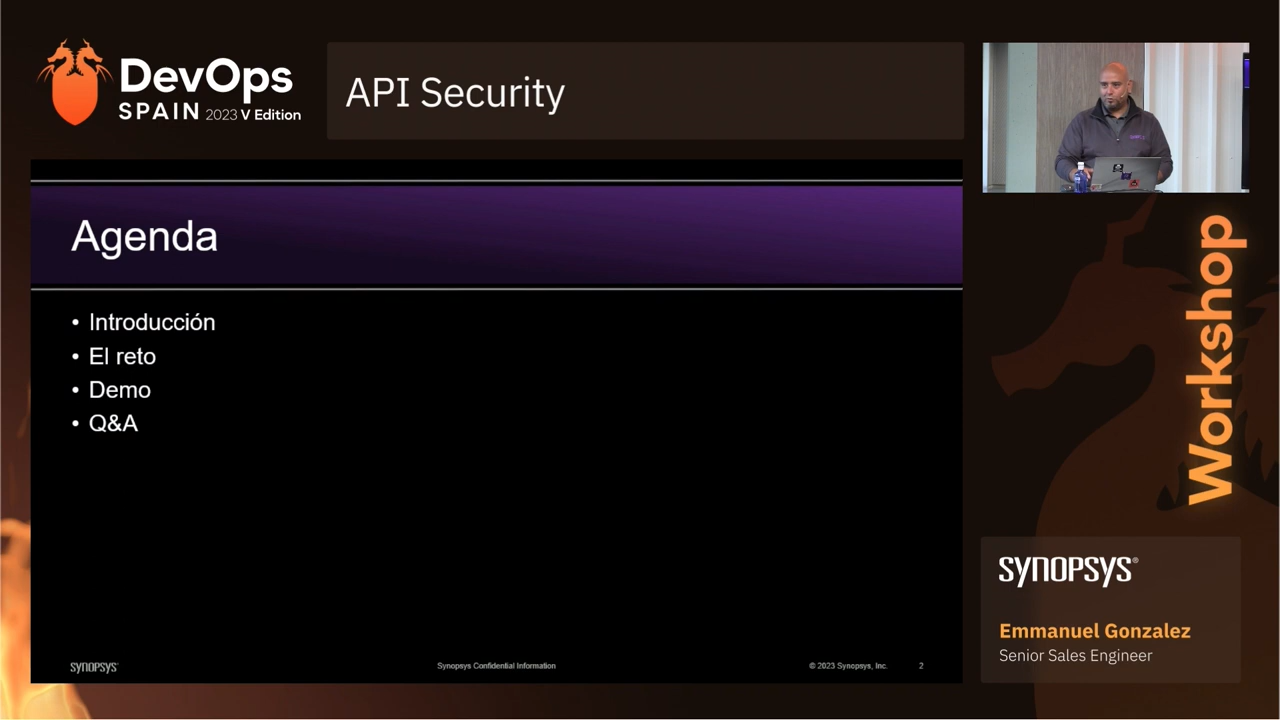 DevOps
SPAIN 2023 V Edition
API Security
Agenda
• Introducción
• El reto
• Demo
• Q&A
SYNOPSYS
Synopsys Confidential Information
© 2023 Synopsys, Inc.
2
Workshop
SYNOPSYS®
Emmanuel Gonzalez
Senior Sales Engineer